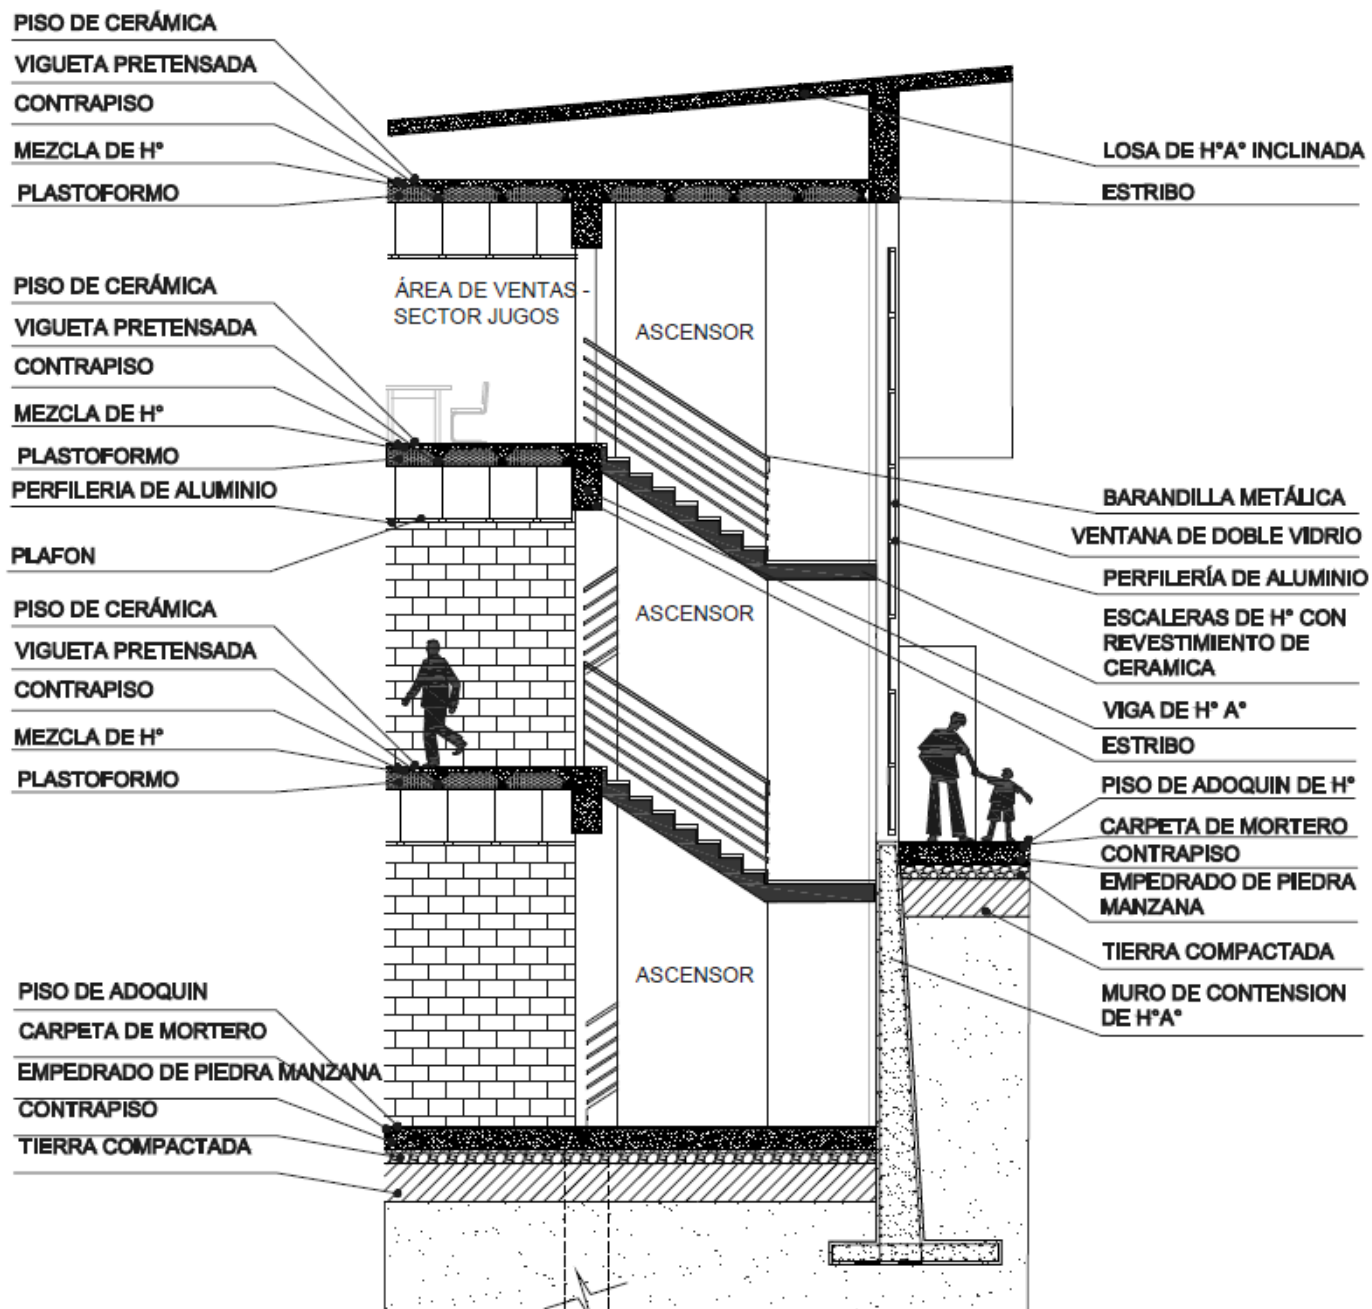 PISO DE CERÁMICA
VIGUETA PRETENSADA
CONTRAPISO
MEZCLA DE H°
PLASTOFORMO
PISO DE CERÁMICA
VIGUETA PRETENSADA
CONTRAPISO
MEZCLA DE H°
PLASTOFORMO
PERFILERIA DE ALUMINIO
PLAFON
PISO DE CERÁMICA
VIGUETA PRETENSADA
CONTRAPISO
MEZCLA DE H°
PLASTOFORMO
PISO DE ADOQUIN
CARPETA DE MORTERO
EMPEDRADO DE PIEDRA MANZANA
CONTRAPISO
TIERRA COMPACTADA
ÁREA DE VENTAS -
SECTOR JUGOS
ASCENSOR
ASCENSOR
ASCENSOR
LOSA DE H°A° INCLINADA
ESTRIBO
BARANDILLA METÁLICA
VENTANA DE DOBLE VIDRIO
PERFILERÍA DE ALUMINIO
ESCALERAS DE H° CON
REVESTIMIENTO DE
CERAMICA
VIGA DE H° A°
ESTRIBO
PISO DE ADOQUIN DE H°
CARPETA DE MORTERO
CONTRAPISO
EMPEDRADO DE PIEDRA
MANZANA
TIERRA COMPACTADA
MURO DE CONTENSION
DE H°A°